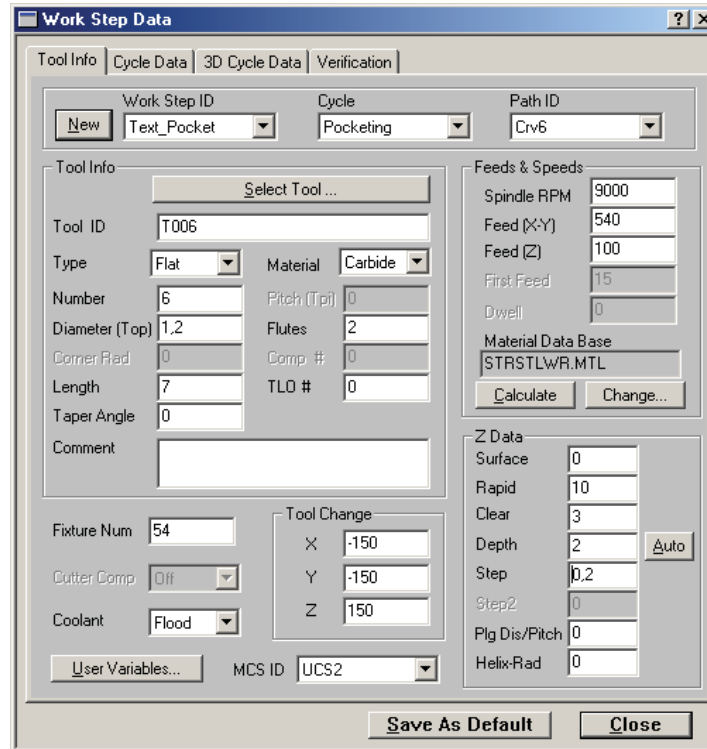 Work Step Data
Tool Info Cycle Data 3D Cycle Data Verification
Work Step ID Cycle Path ID
New Text_Pocket Pocketing Crv6
Tool Info
Select Tool ...
Tool ID T006
Type Flat Material Carbide
Number 6 Pitch (Tpi) 0
Diameter (Top) 1,2 Flutes 2
Corner Rad 0 Comp # 0
Length 7 TLO # 0
Taper Angle 0
Comment
Feeds & Speeds
Spindle RPM 9000
Feed (X-Y) 540
Feed (Z) 100
First Feed 15
Dwell 0
Material Data Base
STRSTLWR.MTL
Calculate Change...
Z Data
Surface 0
Rapid 10
Clear 3
Depth 2 Auto
Step 0,2
Step2 0
Plg Dis/Pitch 0
Helix-Rad 0
Fixture Num 54
Cutter Comp Off
Coolant Flood
Tool Change
X -150
Y -150
Z 150
User Variables... MCS ID UCS2
Save As Default Close